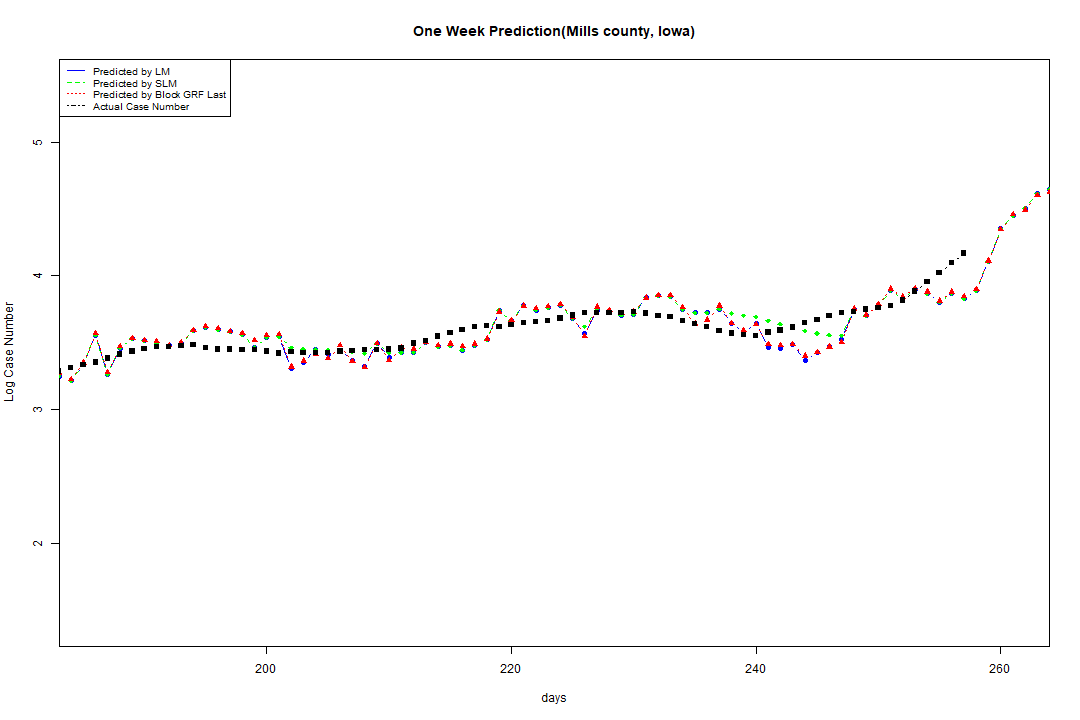 One Week Prediction(Mills county, Iowa)
Predicted by LM
Predicted by SLM
Predicted by Block GRF Last
Actual Case Number
5
4
3
2
Log Case Number
200 220 240 260
days